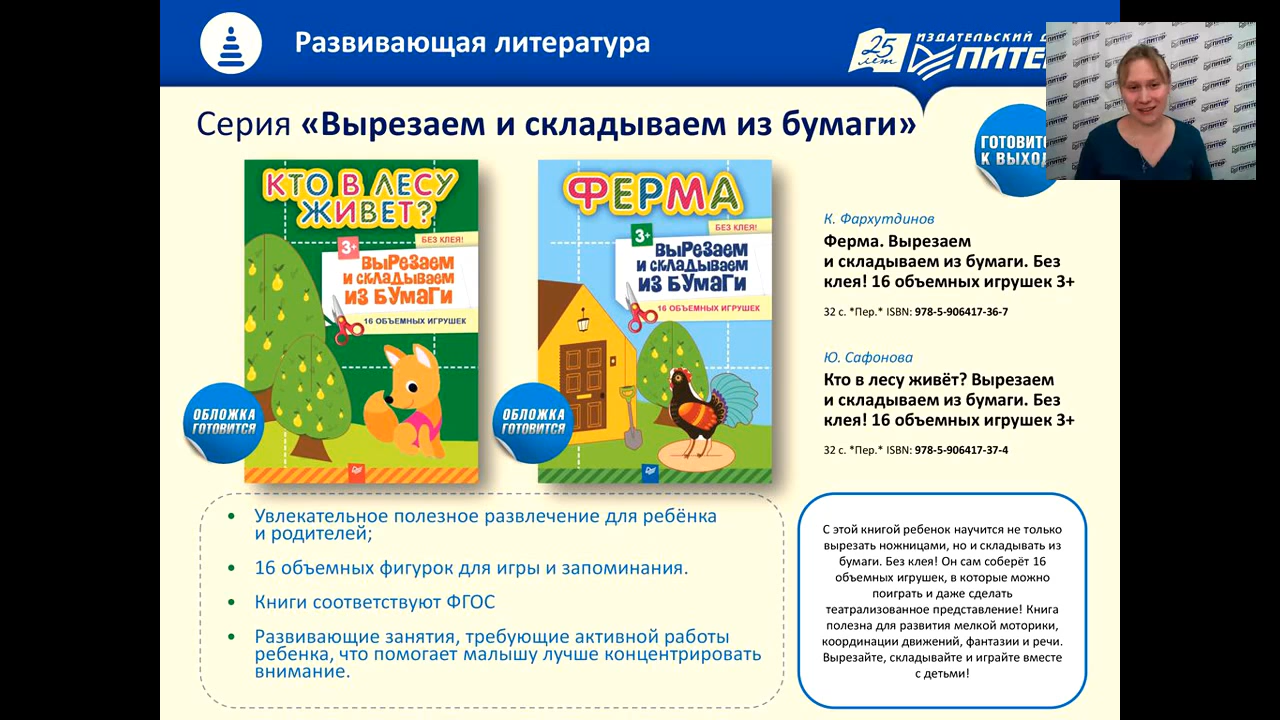 Развивающая литература
25 лет
ИЗДАТЕЛЬСКИЙ
ПИТЕР
Серия «Вырезаем и складываем из бумаги»
КТО В ЛЕСУ
ЖИВЕТ?
БЕЗ КЛЕЯ!
3+
ВЫРЕЗАЕМ
И СКЛАДЫВАЕМ
ИЗ БУМАГИ
16 ОБЪЕМНЫХ ИГРУШЕК
ОБЛОЖКА
ГОТОВИТСЯ
ФЕРМА
БЕЗ КЛЕЯ!
3+
ВЫРЕЗАЕМ
И СКЛАДЫВАЕМ
ИЗ БУМАГИ
16 ОБЪЕМНЫХ ИГРУШЕК
ОБЛОЖКА
ГОТОВИТСЯ
К ВЫХОД
К. Фархутдинов
Ферма. Вырезаем
и складываем из бумаги. Без
клея! 16 объемных игрушек 3+
32 с. *Пер.* ISBN: 978-5-906417-36-7
Ю. Сафонова
Кто в лесу живёт? Вырезаем
и складываем из бумаги. Без
клея! 16 объемных игрушек 3+
32 с. *Пер.* ISBN: 978-5-906417-37-4
• Увлекательное полезное развлечение для ребёнка
и родителей;
• 16 объемных фигурок для игры и запоминания.
• Книги соответствуют ФГОС
• Развивающие занятия, требующие активной работы
ребенка, что помогает малышу лучше концентрировать
внимание.
С этой книгой ребенок научится не только
вырезать ножницами, но и складывать из
бумаги. Без клея! Он сам соберёт 16
объемных игрушек, в которые можно
поиграть и даже сделать
театрализованное представление! Книга
полезна для развития мелкой моторики,
координации движений, фантазии и речи.
Вырезайте, складывайте и играйте вместе
с детьми!